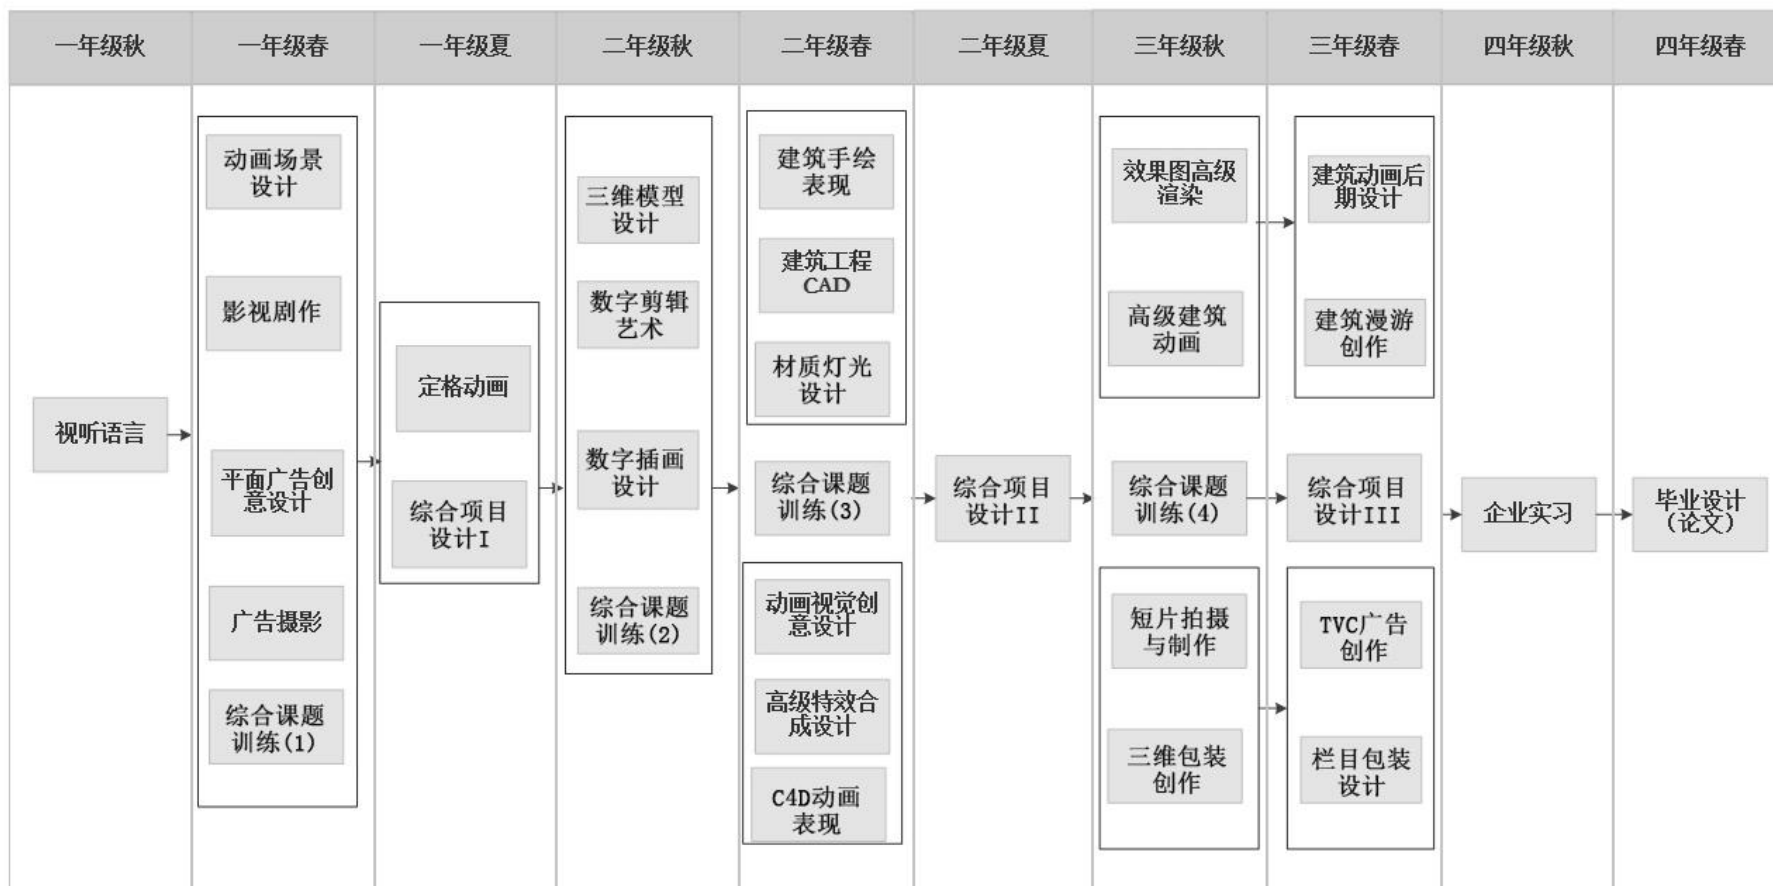 一年级秋
一年级春
一年级夏
二年级秋
二年级春
二年级夏
三年级秋
三年级春
四年级秋
四年级春
视听语言
动画场景
设计
影视剧作
平面广告创
意设计
广告摄影
综合课题
训练(1)
定格动画
综合项目
设计I
三维模型
设计
数字剪辑
艺术
数字插画
设计
综合课题
训练(2)
建筑手绘
表现
建筑工程
CAD
材质灯光
设计
综合课题
训练(3)
动画视觉创
意设计
高级特效合
成设计
C4D动画
表现
综合项目
设计II
效果图高级
渲染
高级建筑
动画
综合课题
训练(4)
短片拍摄
与制作
三维包装
创作
建筑动画后
期设计
建筑漫游
创作
综合项目
设计III
TVC广告
创作
栏目包装
设计
企业实习
毕业设计
（论文）